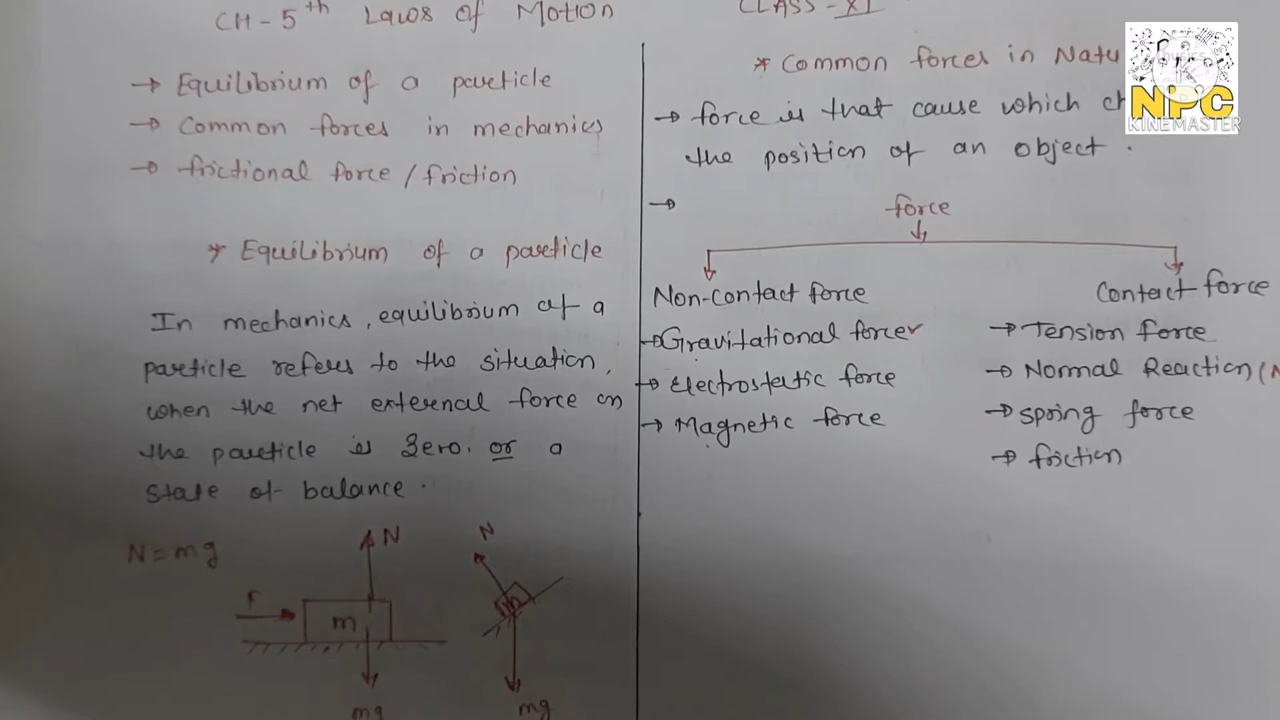 CH-5th Laws of Motion
CLASS-XI
→ Equilibrium of a particle
→ Common forces in mechanics
→ frictional force / friction
* Equilibrium of a particle
In mechanics, equilibrium of a
particle refers to the situation,
when the net external force on
the particle is zero. or a
state of balance.
N = mg
N
F
m
mg
N
m
mg
* Common forces in Natu
→ force is that cause which ch
the position of an object.
→ force
Non-contact force
→ Gravitational force
→ Electrostatic force
→ Magnetic force
Contact force
→ Tension force
→ Normal Reaction (N
→ spring force
→ friction
NPC
KINEMASTER